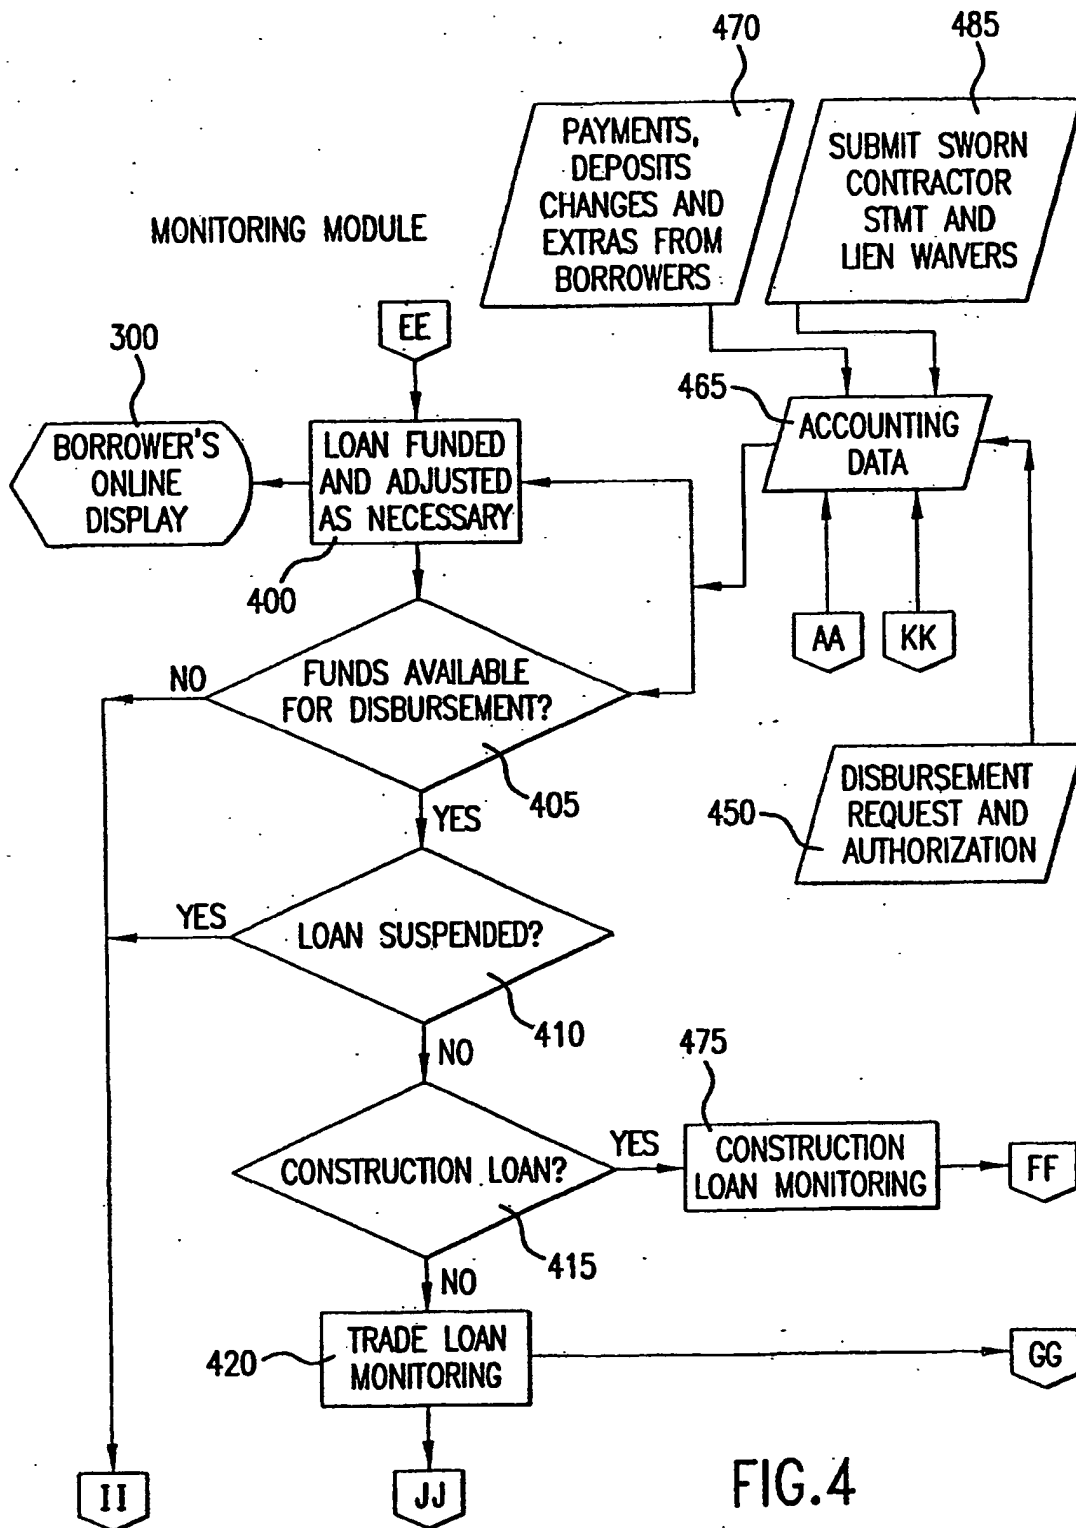 470
485
PAYMENTS,
DEPOSITS
CHANGES AND
EXTRAS FROM
BORROWERS
SUBMIT SWORN
CONTRACTOR
STMT AND
LIEN WAIVERS
MONITORING MODULE
EE
300
465
BORROWER'S
ONLINE
DISPLAY
LOAN FUNDED
AND ADJUSTED
AS NECESSARY
ACCOUNTING
DATA
400
AA
KK
NO
FUNDS AVAILABLE
FOR DISBURSEMENT?
405
YES
450
DISBURSEMENT
REQUEST AND
AUTHORIZATION
YES
LOAN SUSPENDED?
410
NO
475
CONSTRUCTION LOAN?
YES
CONSTRUCTION
LOAN MONITORING
FF
415
NO
420
TRADE LOAN
MONITORING
GG
II
JJ
FIG.4